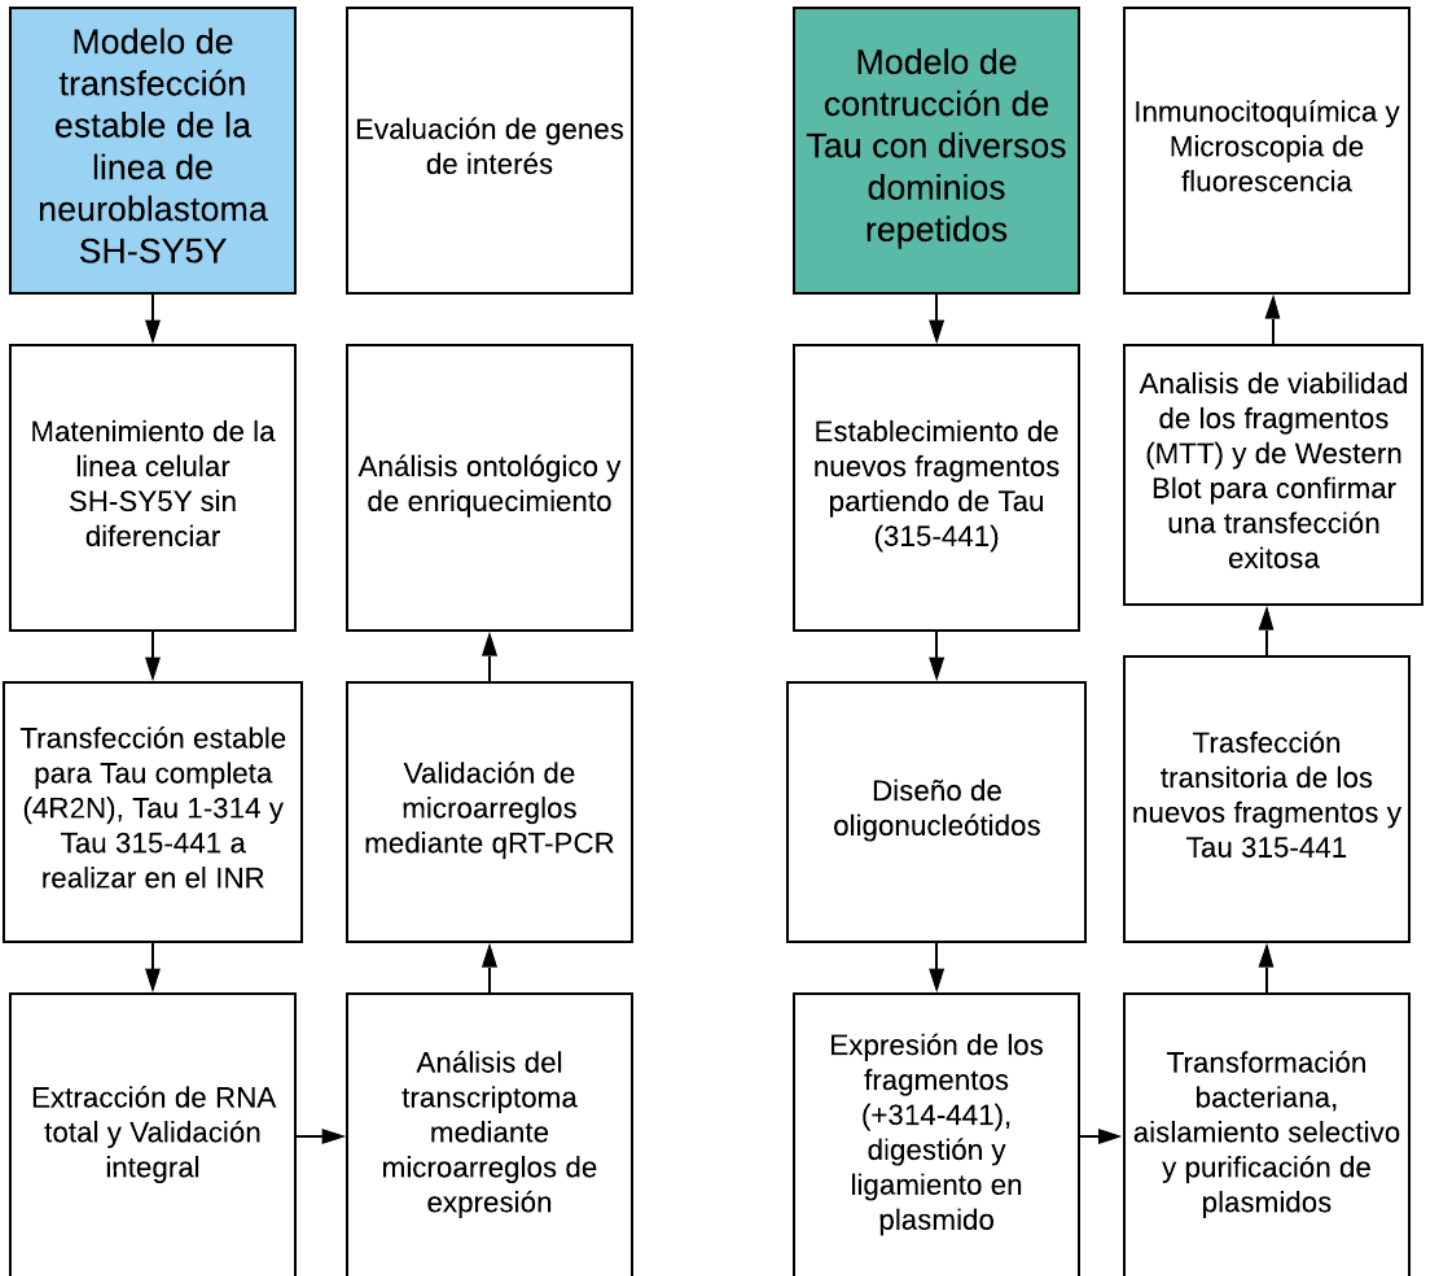 Modelo de
transfección
estable de la
linea de
neuroblastoma
SH-SY5Y
Matenimiento de la
linea celular
SH-SY5Y sin
diferenciar
Transfección estable
para Tau completa
(4R2N), Tau 1-314 y
Tau 315-441 a
realizar en el INR
Extracción de RNA
total y Validación
integral
Análisis del
transcriptoma
mediante
microarreglos de
expresión
Validación de
microarreglos
mediante qRT-PCR
Análisis ontológico y
de enriquecimiento
Evaluación de genes
de interés
Modelo de
contrucción de
Tau con diversos
dominios
repetidos
Establecimiento de
nuevos fragmentos
partiendo de Tau
(315-441)
Diseño de
oligonucleótidos
Expresión de los
fragmentos
(+314-441),
digestión y
ligamiento en
plasmido
Transformación
bacteriana,
aislamiento selectivo
y purificación de
plasmidos
Trasfección
transitoria de los
nuevos fragmentos y
Tau 315-441
Analisis de viabilidad
de los fragmentos
(MTT) y de Western
Blot para confirmar
una transfección
exitosa
Inmunocitoquímica y
Microscopia de
fluorescencia